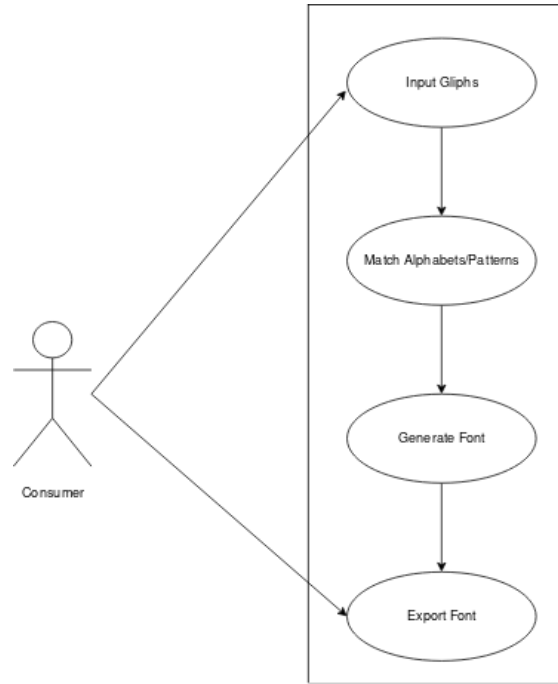 Input Gliphs
Match Alphabets/Patterns
Generate Font
Consumer
Export Font